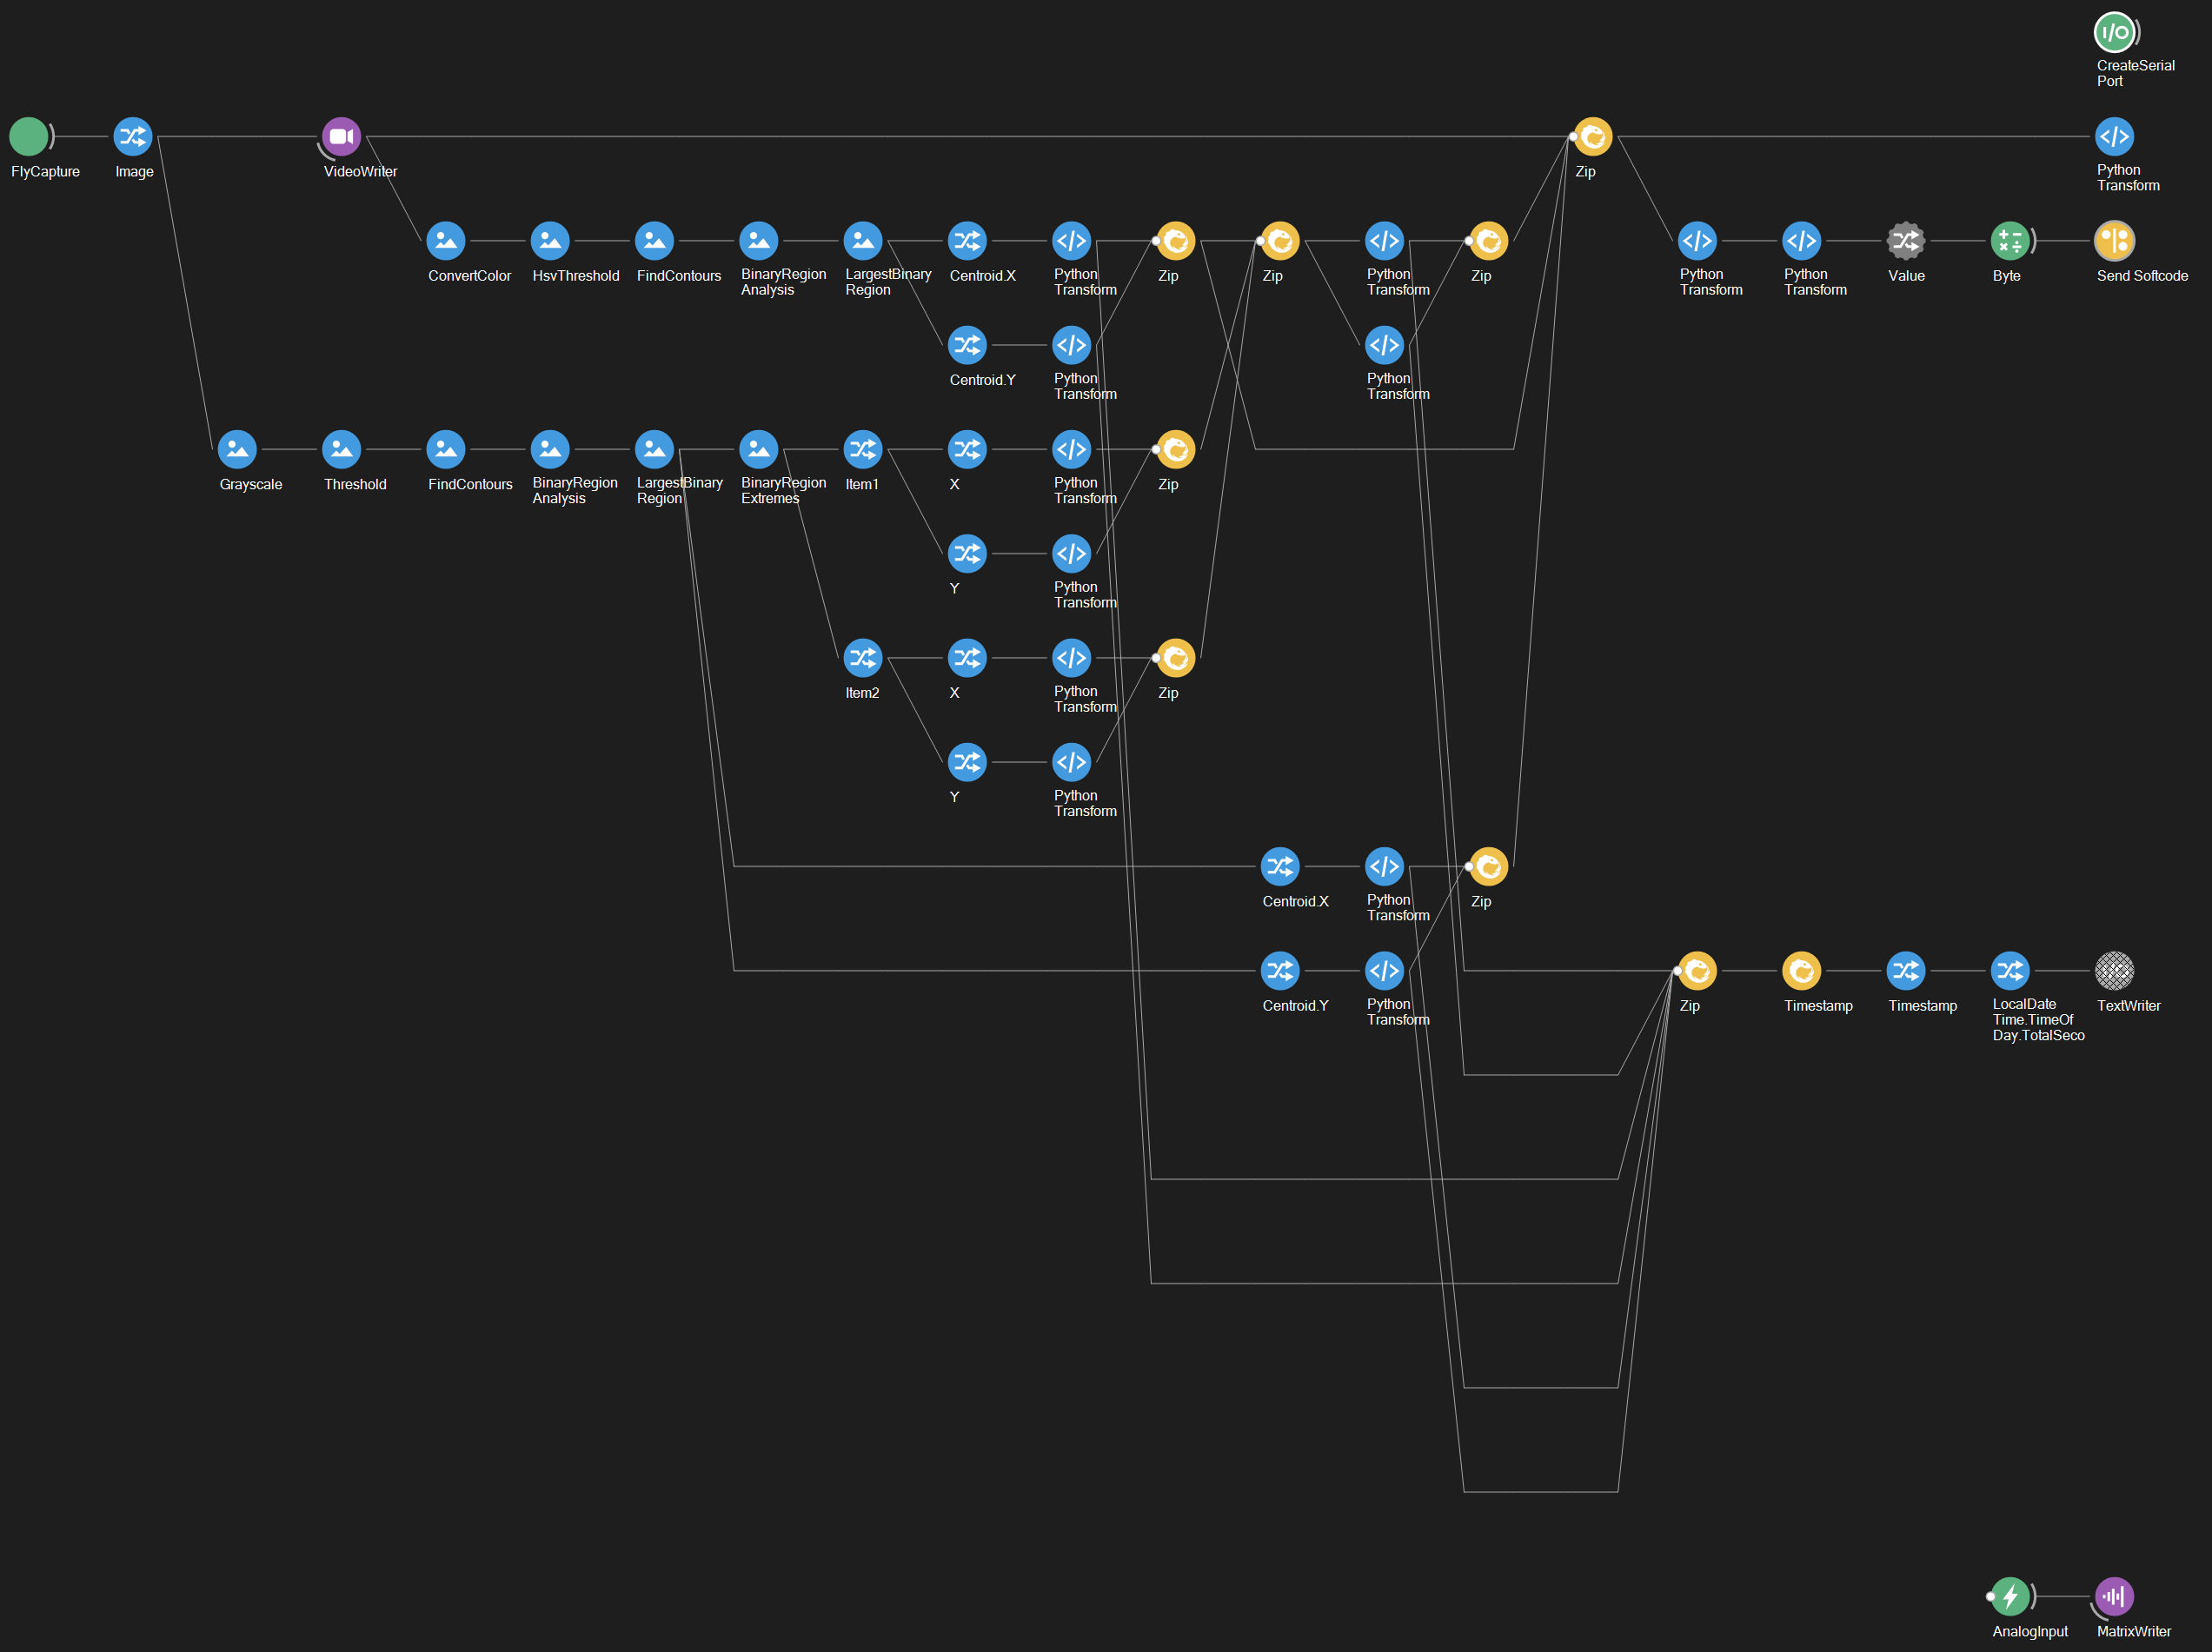 CreateSerial
Port
FlyCapture
Image
VideoWriter
Zip
Python
Transform
ConvertColor
HsvThreshold
FindContours
BinaryRegion
Analysis
LargestBinary
Region
Centroid.X
Python
Transform
Zip
Zip
Python
Transform
Zip
Python
Transform
Python
Transform
Value
Byte
Send Softcode
Centroid.Y
Python
Transform
Python
Transform
Grayscale
Threshold
FindContours
BinaryRegion
Analysis
LargestBinary
Region
BinaryRegion
Extremes
Item1
X
Python
Transform
Zip
Y
Python
Transform
Item2
X
Python
Transform
Zip
Y
Python
Transform
Centroid.X
Python
Transform
Zip
Centroid.Y
Python
Transform
Zip
Timestamp
Timestamp
LocalDate
Time.TimeOf
Day.TotalSeco
TextWriter
AnalogInput
MatrixWriter